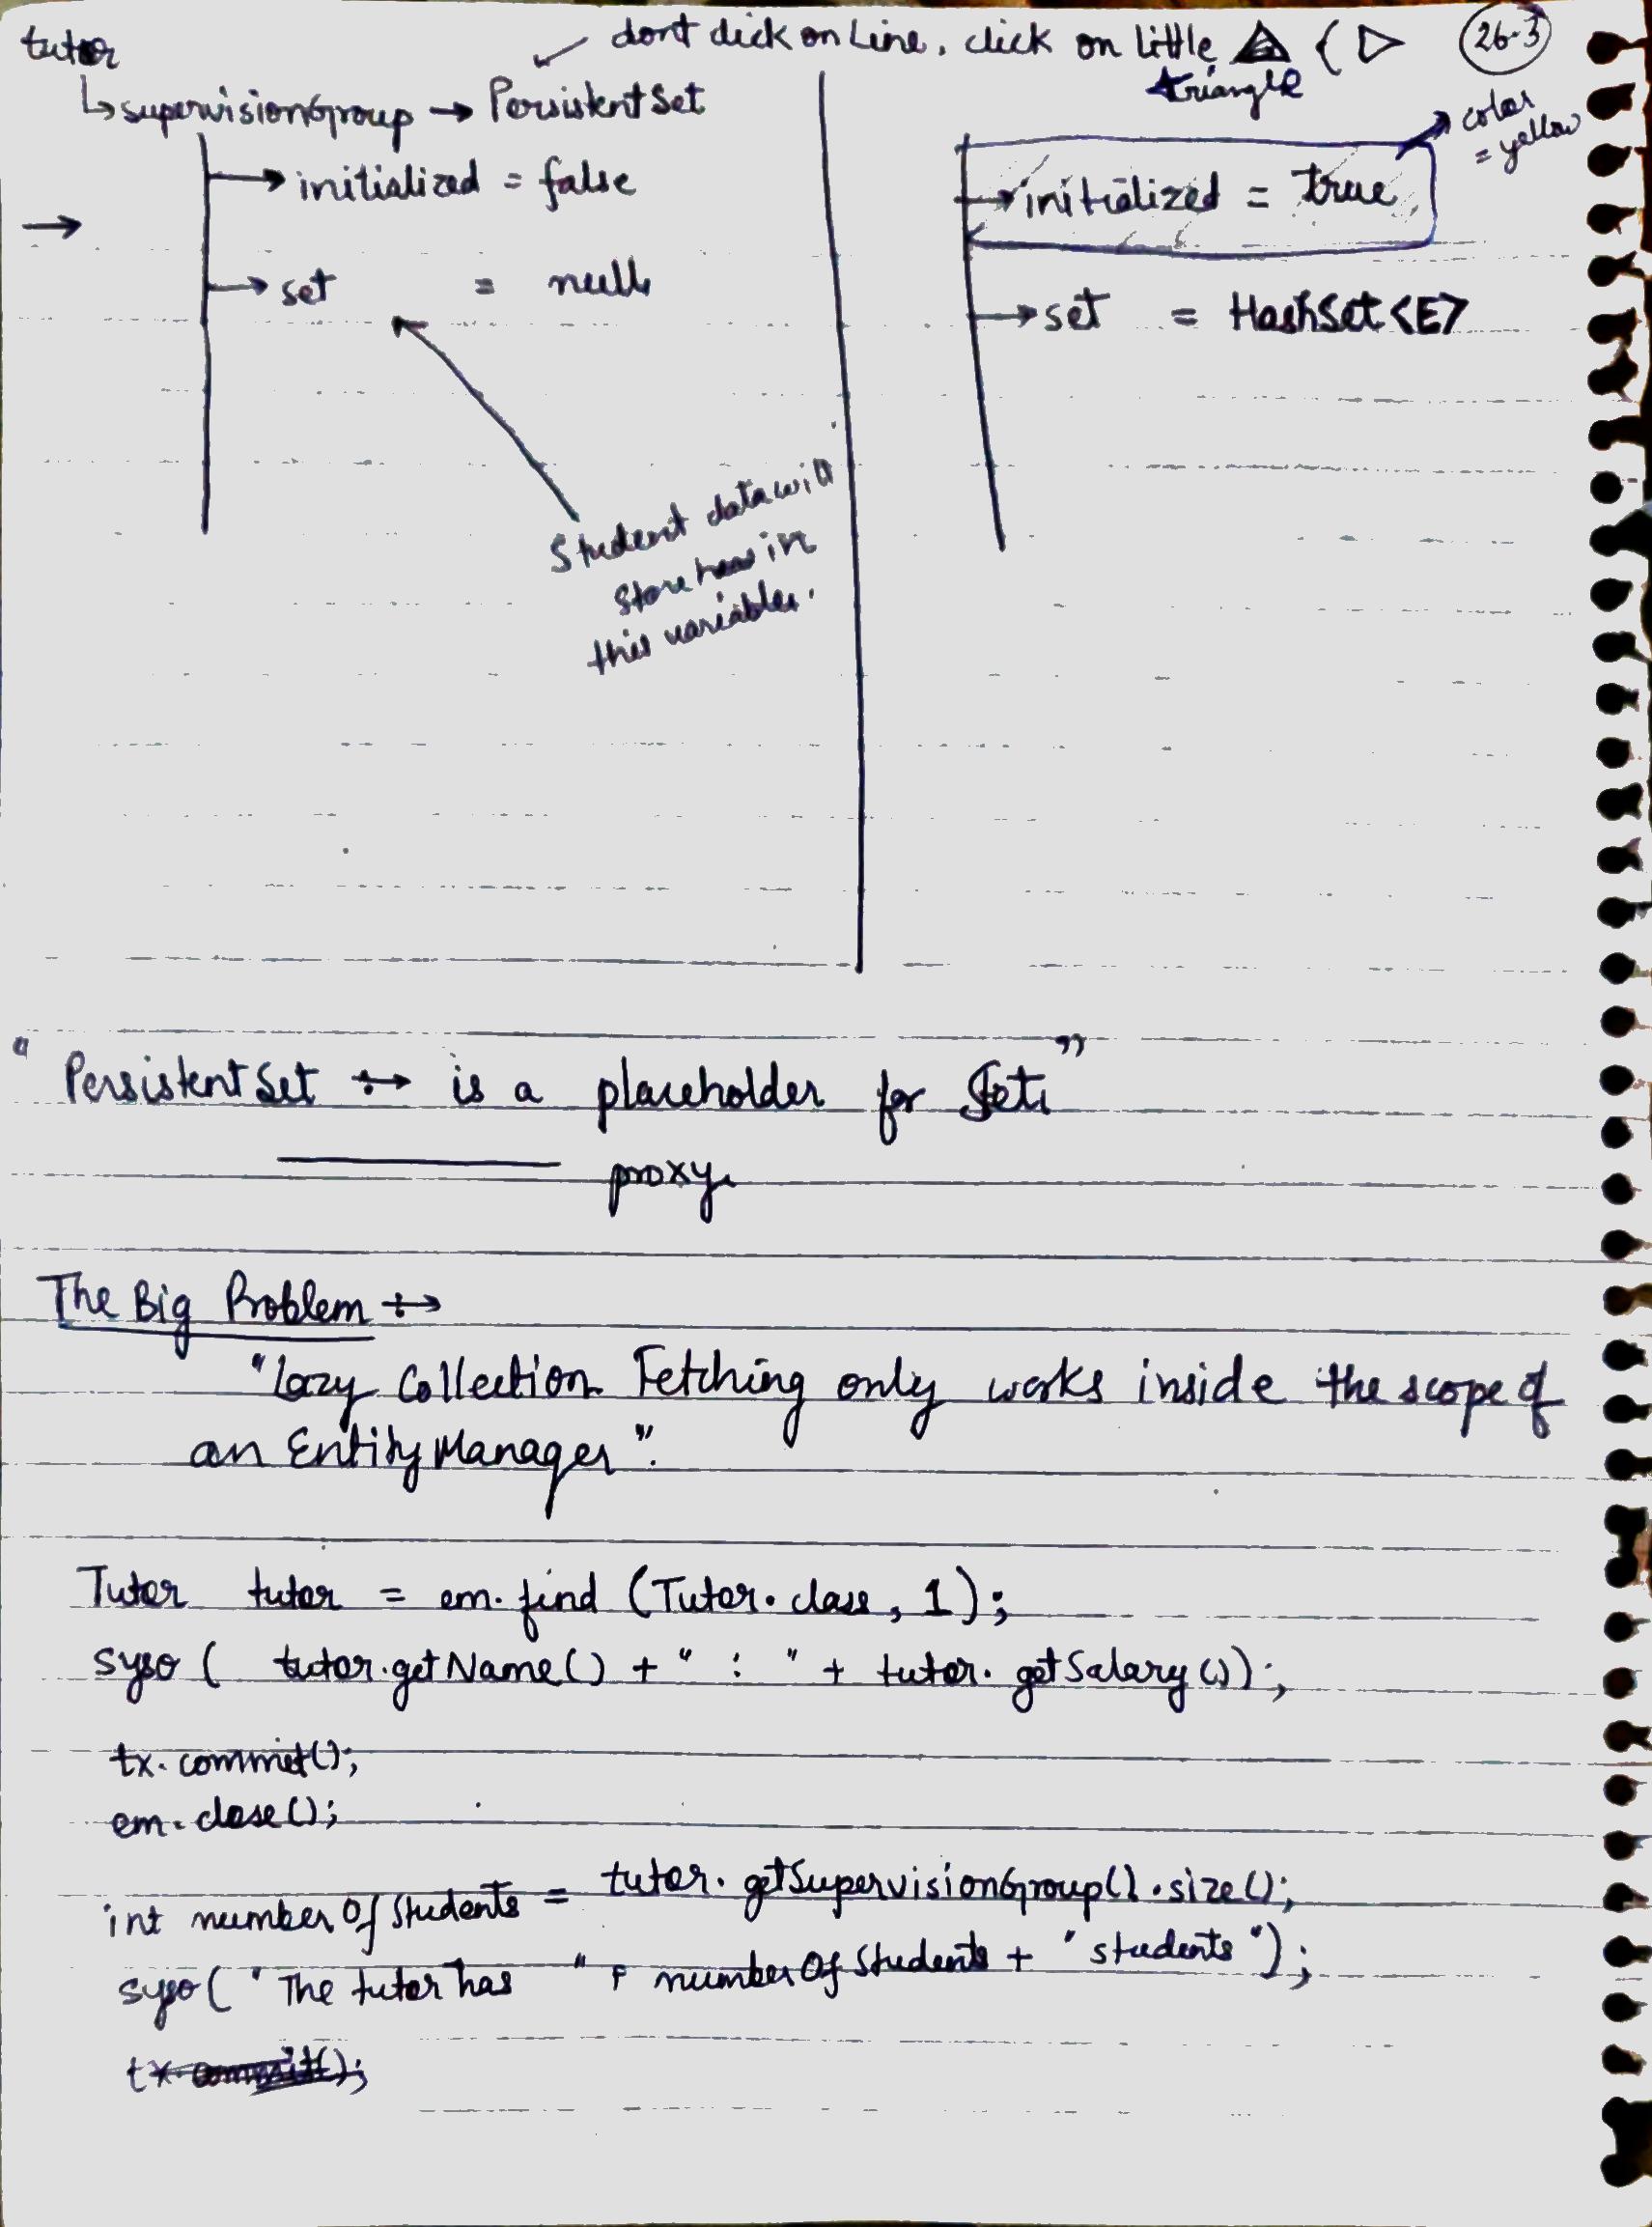 tutor
✓ dont click on Line, click on little △ ( ▷
triangle
26-3
↳ supervisionGroup → PersistentSet
→ initialized = false
→
→ set = null
Student data will
store here in
this variable.
color
= yellow
→ initialized = true
→ set = HashSet<E>
" PersistentSet ↔ is a placeholder for Set "
proxy
The Big Problem ↔
"Lazy Collection Fetching only works inside the scope of
an EntityManager".
Tutor tutor = em.find (Tutor.class, 1);
syso ( tutor.getName() + " : " + tutor.getSalary());
tx.commit();
em.close();
int numberOfStudents = tutor.getSupervisionGroup().size();
syso( "The tutor has " + numberOfStudents + "students");
tx.commit();